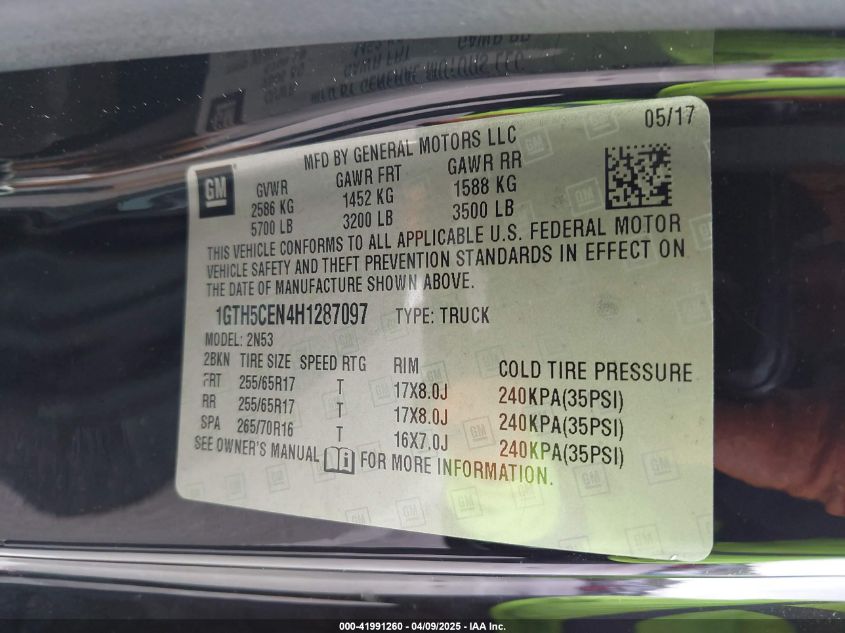 05/17
MFD BY GENERAL MOTORS LLC
GM
GVWR GAWR FRT GAWR RR
2586 KG 1452 KG 1588 KG
5700 LB 3200 LB 3500 LB
THIS VEHICLE CONFORMS TO ALL APPLICABLE U.S. FEDERAL MOTOR
VEHICLE SAFETY AND THEFT PREVENTION STANDARDS IN EFFECT ON
THE DATE OF MANUFACTURE SHOWN ABOVE.
1GTH5CEN4H1287097 TYPE: TRUCK
MODEL: 2N53
2BKN TIRE SIZE SPEED RTG RIM COLD TIRE PRESSURE
FRT 255/65R17 T 17X8.0J 240KPA(35PSI)
RR 255/65R17 T 17X8.0J 240KPA(35PSI)
SPA 265/70R16 T 16X7.0J 240KPA(35PSI)
SEE OWNER'S MANUAL FOR MORE INFORMATION.
000-41991260 - 04/09/2025 - IAA Inc.